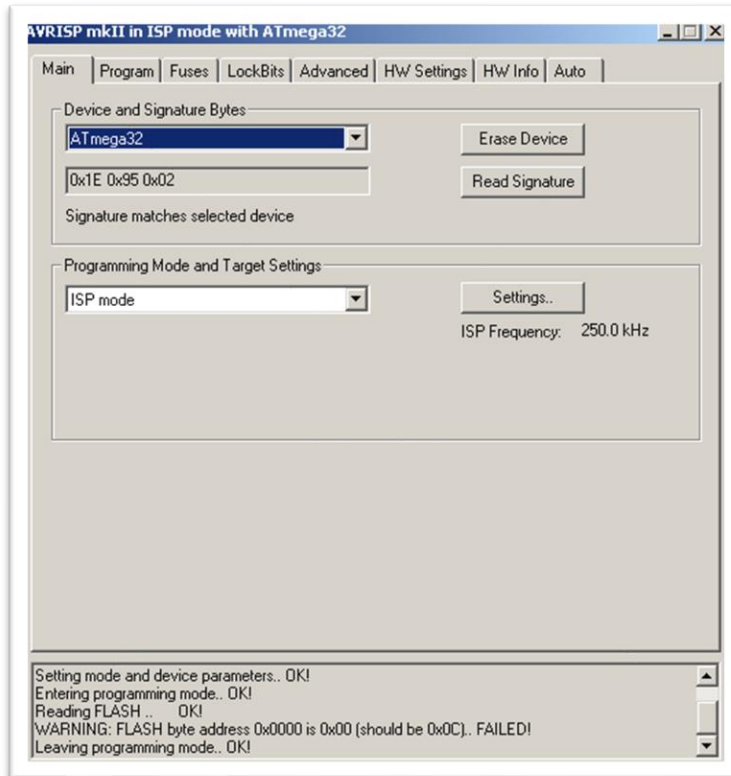 AVRISP mkII in ISP mode with ATmega32
Main Program Fuses LockBits Advanced HW Settings HW Info Auto
Device and Signature Bytes
ATmega32 Erase Device
0x1E 0x95 0x02 Read Signature
Signature matches selected device
Programming Mode and Target Settings
ISP mode Settings..
ISP Frequency: 250.0 kHz
Setting mode and device parameters.. OK!
Entering programming mode.. OK!
Reading FLASH .. OK!
WARNING: FLASH byte address 0x0000 is 0x00 (should be 0x0C).. FAILED!
Leaving programming mode.. OK!